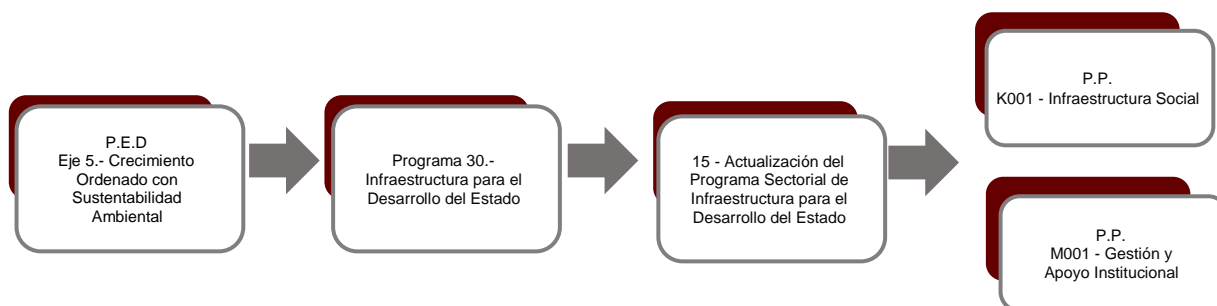 P.E.D
Eje 5.- Crecimiento
Ordenado con
Sustentabilidad
Ambiental
Programa 30.-
Infraestructura para el
Desarrollo del Estado
15 - Actualización del
Programa Sectorial de
Infraestructura para el
Desarrollo del Estado
P.P.
K001 - Infraestructura Social
P.P.
M001 - Gestión y
Apoyo Institucional